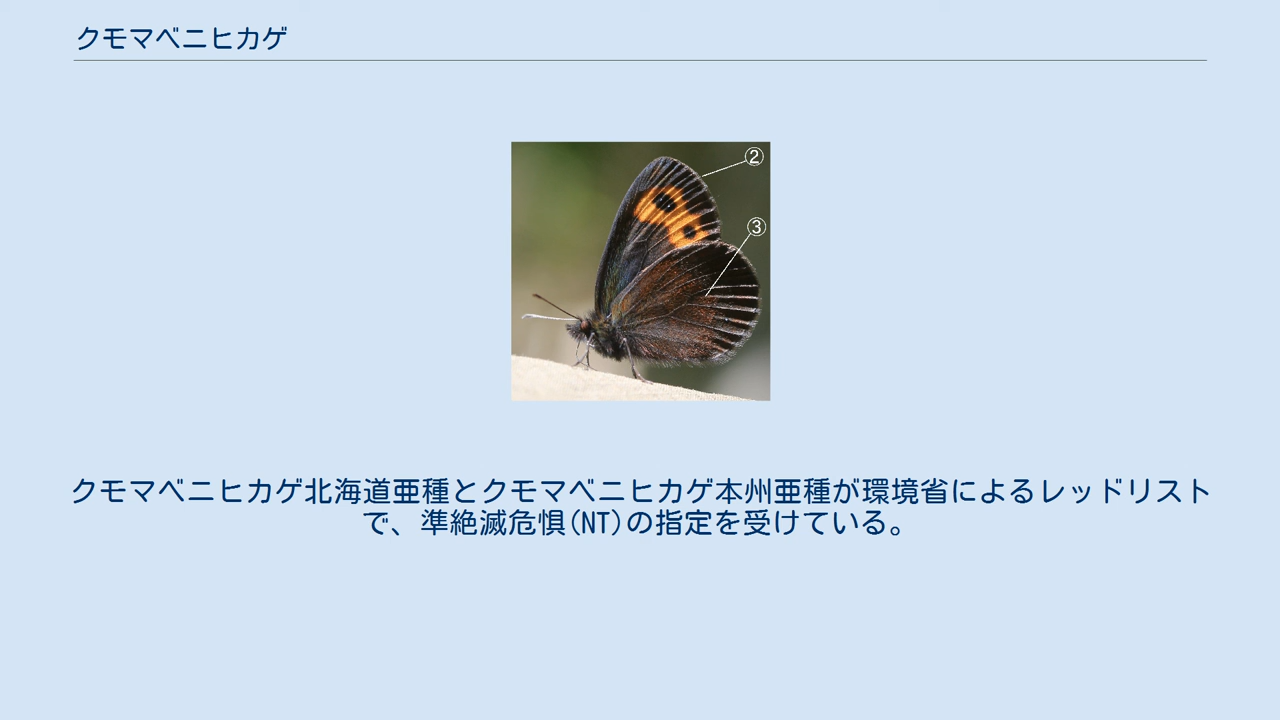 クモマベニヒカゲ
②
③
クモマベニヒカゲ北海道亜種とクモマベニヒカゲ本州亜種が環境省によるレッドリスト
で、準絶滅危惧(NT)の指定を受けている。